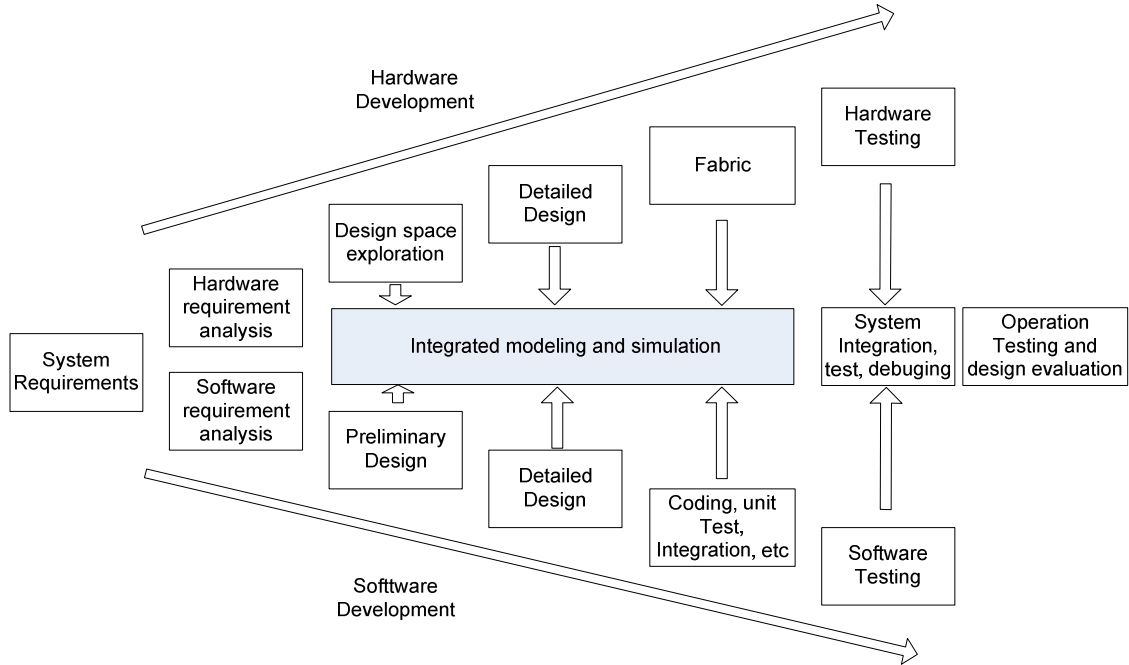 Hardware
Development
Hardware
Testing
Fabric
Detailed
Design
Design space
exploration
Hardware
requirement
analysis
System
Requirements
Software
requirement
analysis
Integrated modeling and simulation
System
Integration,
test, debuging
Operation
Testing and
design evaluation
Preliminary
Design
Detailed
Design
Coding, unit
Test,
Integration, etc
Software
Testing
Softtware
Development